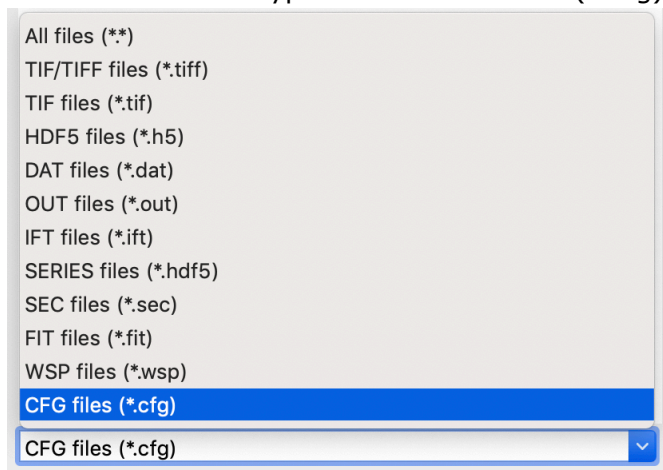 All files (*.*)
TIF/TIFF files (*.tiff)
TIF files (*.tif)
HDF5 files (*.h5)
DAT files (*.dat)
OUT files (*.out)
IFT files (*.ift)
SERIES files (*.hdf5)
SEC files (*.sec)
FIT files (*.fit)
WSP files (*.wsp)
CFG files (*.cfg)
CFG files (*.cfg)